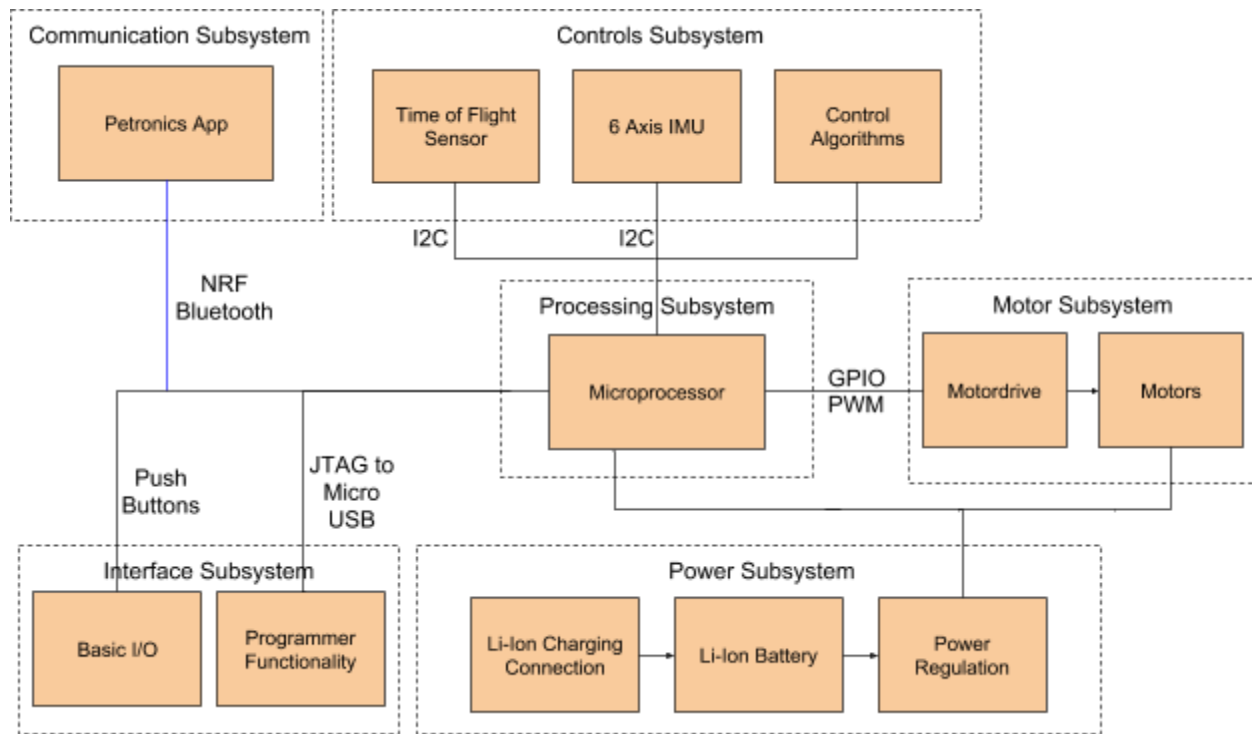 Communication Subsystem
Petronics App
Controls Subsystem
Time of Flight
Sensor
6 Axis IMU
Control
Algorithms
I2C
I2C
NRF
Bluetooth
Processing Subsystem
Microprocessor
GPIO
PWM
Motor Subsystem
Motordrive
Motors
Push
Buttons
JTAG to
Micro
USB
Interface Subsystem
Basic I/O
Programmer
Functionality
Power Subsystem
Li-Ion Charging
Connection
Li-Ion Battery
Power
Regulation